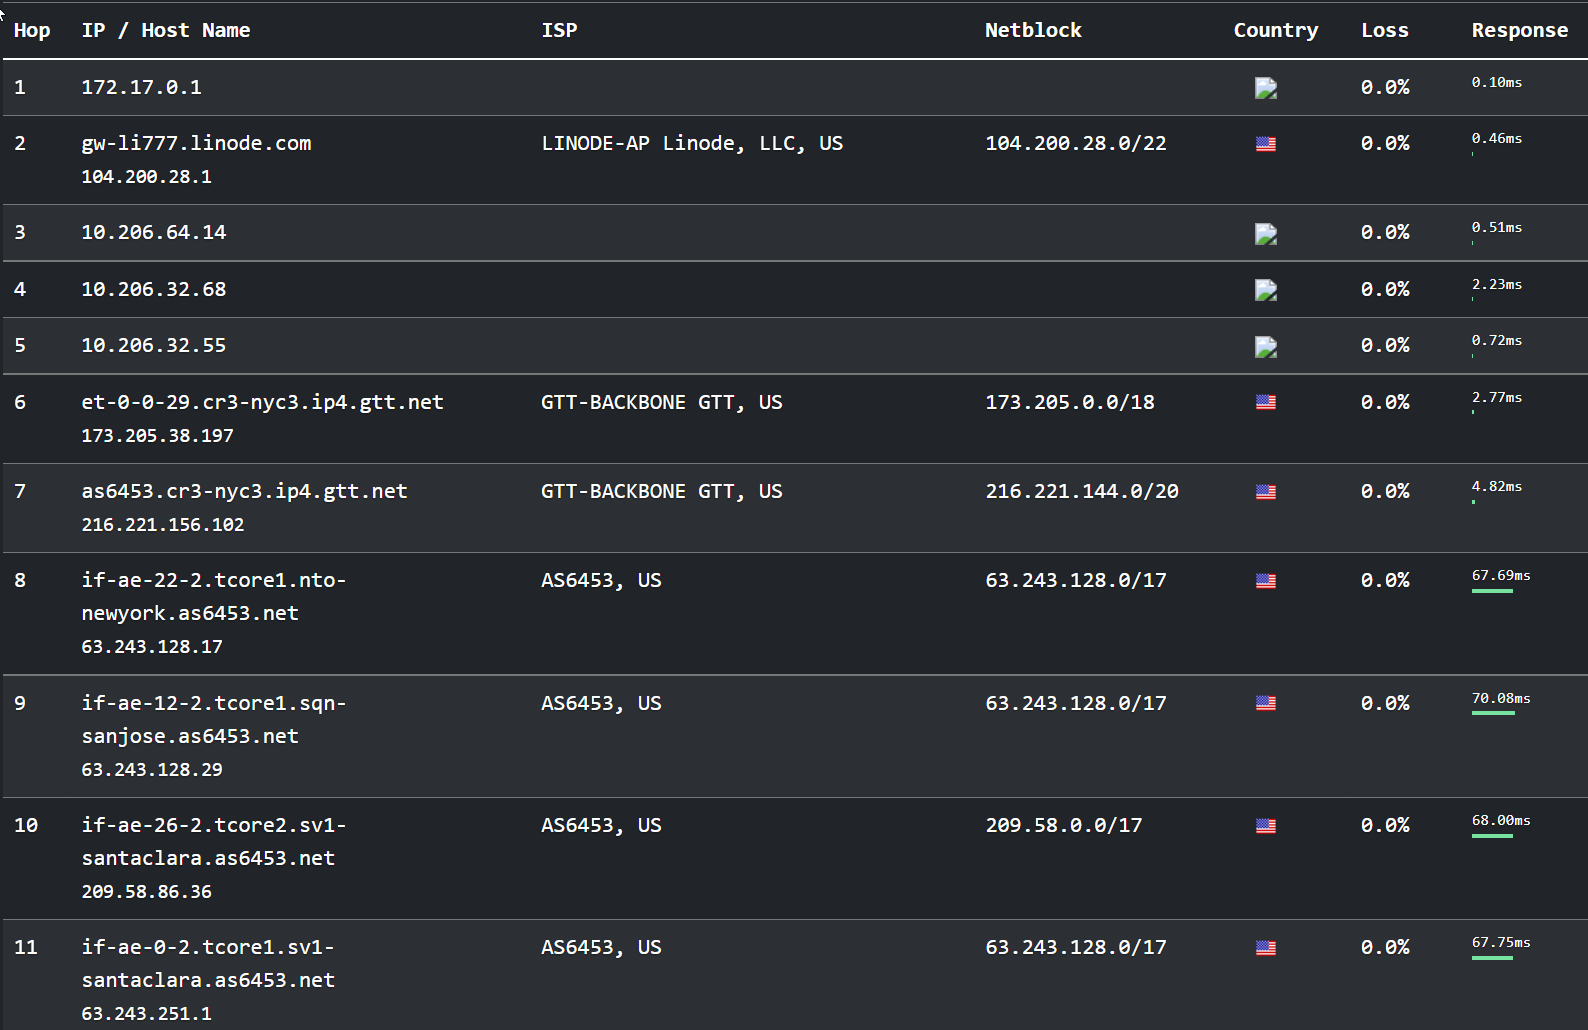 Hop IP / Host Name ISP Netblock Country Loss Response
1 172.17.0.1 0.0% 0.10ms
2 gw-li777.linode.com LINODE-AP Linode, LLC, US 104.200.28.0/22 0.0% 0.46ms
104.200.28.1
3 10.206.64.14 0.0% 0.51ms
4 10.206.32.68 0.0% 2.23ms
5 10.206.32.55 0.0% 0.72ms
6 et-0-0-29.cr3-nyc3.ip4.gtt.net GTT-BACKBONE GTT, US 173.205.0.0/18 0.0% 2.77ms
173.205.38.197
7 as6453.cr3-nyc3.ip4.gtt.net GTT-BACKBONE GTT, US 216.221.144.0/20 0.0% 4.82ms
216.221.156.102
8 if-ae-22-2.tcore1.nto- AS6453, US 63.243.128.0/17 0.0% 67.69ms
newyork.as6453.net
63.243.128.17
9 if-ae-12-2.tcore1.sqn- AS6453, US 63.243.128.0/17 0.0% 70.08ms
sanjose.as6453.net
63.243.128.29
10 if-ae-26-2.tcore2.sv1- AS6453, US 209.58.0.0/17 0.0% 68.00ms
santaclara.as6453.net
209.58.86.36
11 if-ae-0-2.tcore1.sv1- AS6453, US 63.243.128.0/17 0.0% 67.75ms
santaclara.as6453.net
63.243.251.1